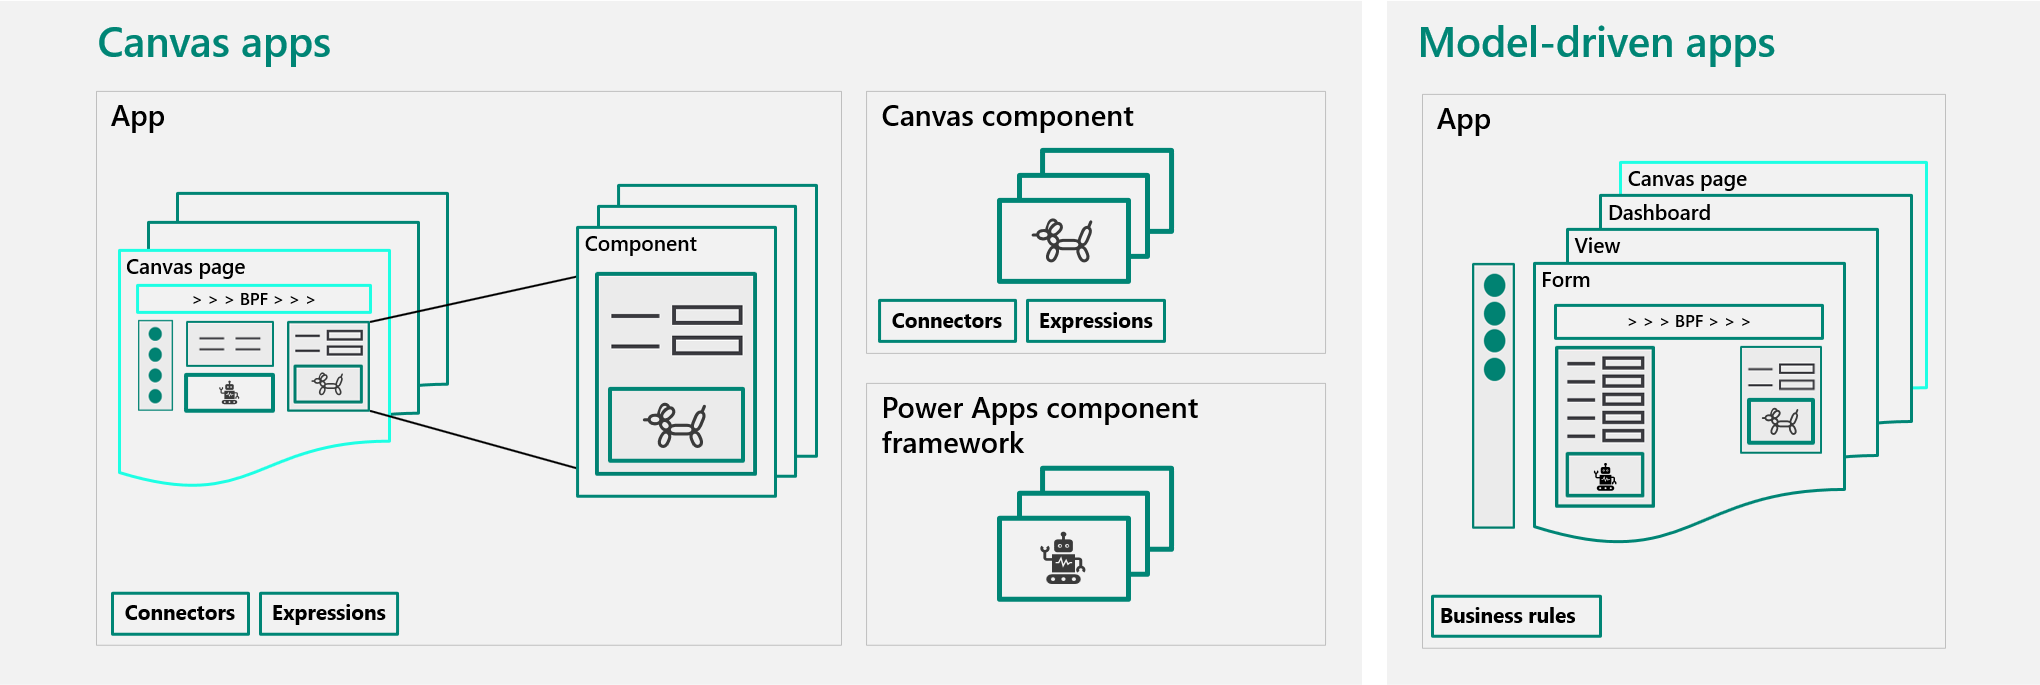 Canvas apps
App
Canvas page
> > > BPF > > >
Component
Connectors
Expressions
Canvas component
Connectors
Expressions
Power Apps component
framework
Model-driven apps
App
Canvas page
Dashboard
View
Form
> > > BPF > > >
Business rules